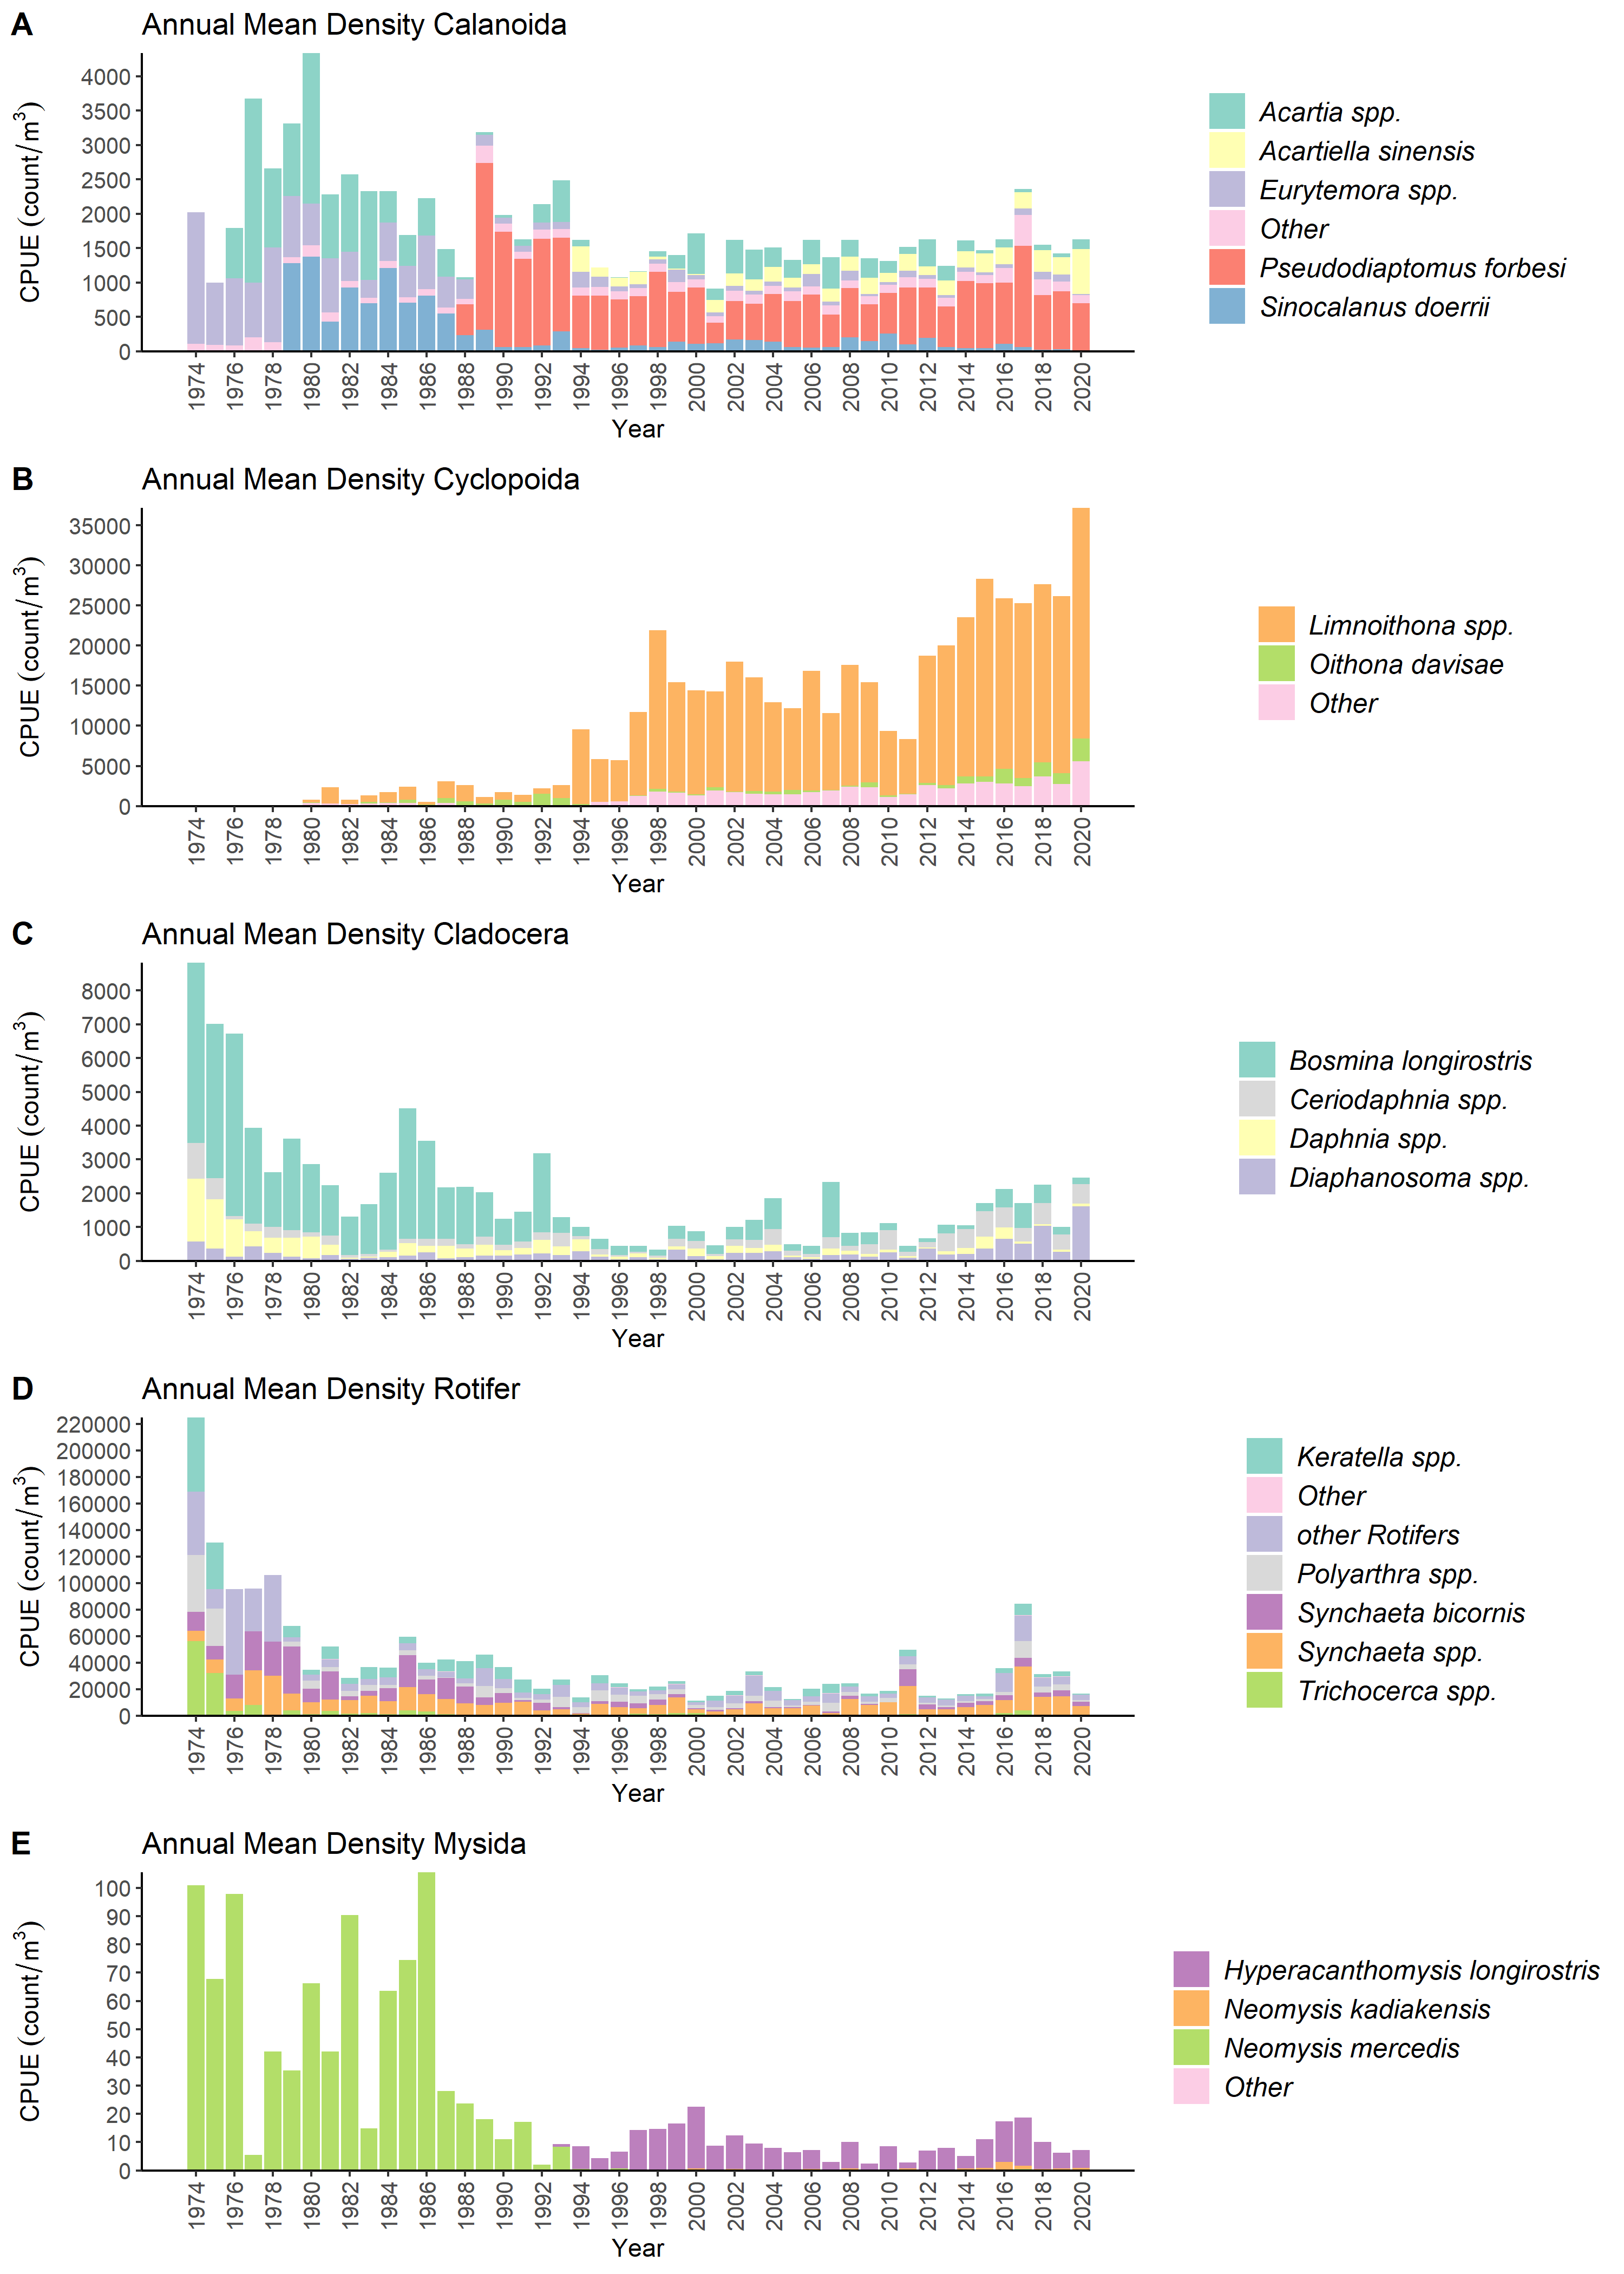 A Annual Mean Density Calanoida
CPUE (count/m³)
4000
3500
3000
2500
2000
1500
1000
500
0
1974 1976 1978 1980 1982 1984 1986 1988 1990 1992 1994 1996 1998 2000 2002 2004 2006 2008 2010 2012 2014 2016 2018 2020
Year
Acartia spp.
Acartiella sinensis
Eurytemora spp.
Other
Pseudodiaptomus forbesi
Sinocalanus doerrii
B Annual Mean Density Cyclopoida
CPUE (count/m³)
35000
30000
25000
20000
15000
10000
5000
0
1974 1976 1978 1980 1982 1984 1986 1988 1990 1992 1994 1996 1998 2000 2002 2004 2006 2008 2010 2012 2014 2016 2018 2020
Year
Limnoithona spp.
Oithona davisae
Other
C Annual Mean Density Cladocera
CPUE (count/m³)
8000
7000
6000
5000
4000
3000
2000
1000
0
1974 1976 1978 1980 1982 1984 1986 1988 1990 1992 1994 1996 1998 2000 2002 2004 2006 2008 2010 2012 2014 2016 2018 2020
Year
Bosmina longirostris
Ceriodaphnia spp.
Daphnia spp.
Diaphanosoma spp.
D Annual Mean Density Rotifer
CPUE (count/m³)
220000
200000
180000
160000
140000
120000
100000
80000
60000
40000
20000
0
1974 1976 1978 1980 1982 1984 1986 1988 1990 1992 1994 1996 1998 2000 2002 2004 2006 2008 2010 2012 2014 2016 2018 2020
Year
Keratella spp.
Other
other Rotifers
Polyarthra spp.
Synchaeta bicornis
Synchaeta spp.
Trichocerca spp.
E Annual Mean Density Mysida
CPUE (count/m³)
100
90
80
70
60
50
40
30
20
10
0
1974 1976 1978 1980 1982 1984 1986 1988 1990 1992 1994 1996 1998 2000 2002 2004 2006 2008 2010 2012 2014 2016 2018 2020
Year
Hyperacanthomysis longirostris
Neomysis kadiakensis
Neomysis mercedis
Other